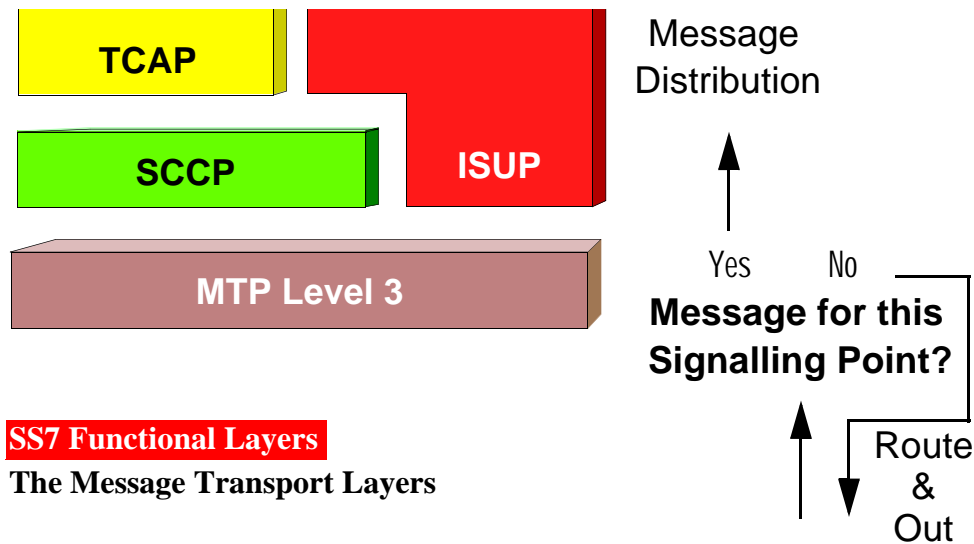 TCAP
SCCP
ISUP
MTP Level 3
Message
Distribution
Yes No
Message for this
Signalling Point?
Route
&
Out
SS7 Functional Layers
The Message Transport Layers